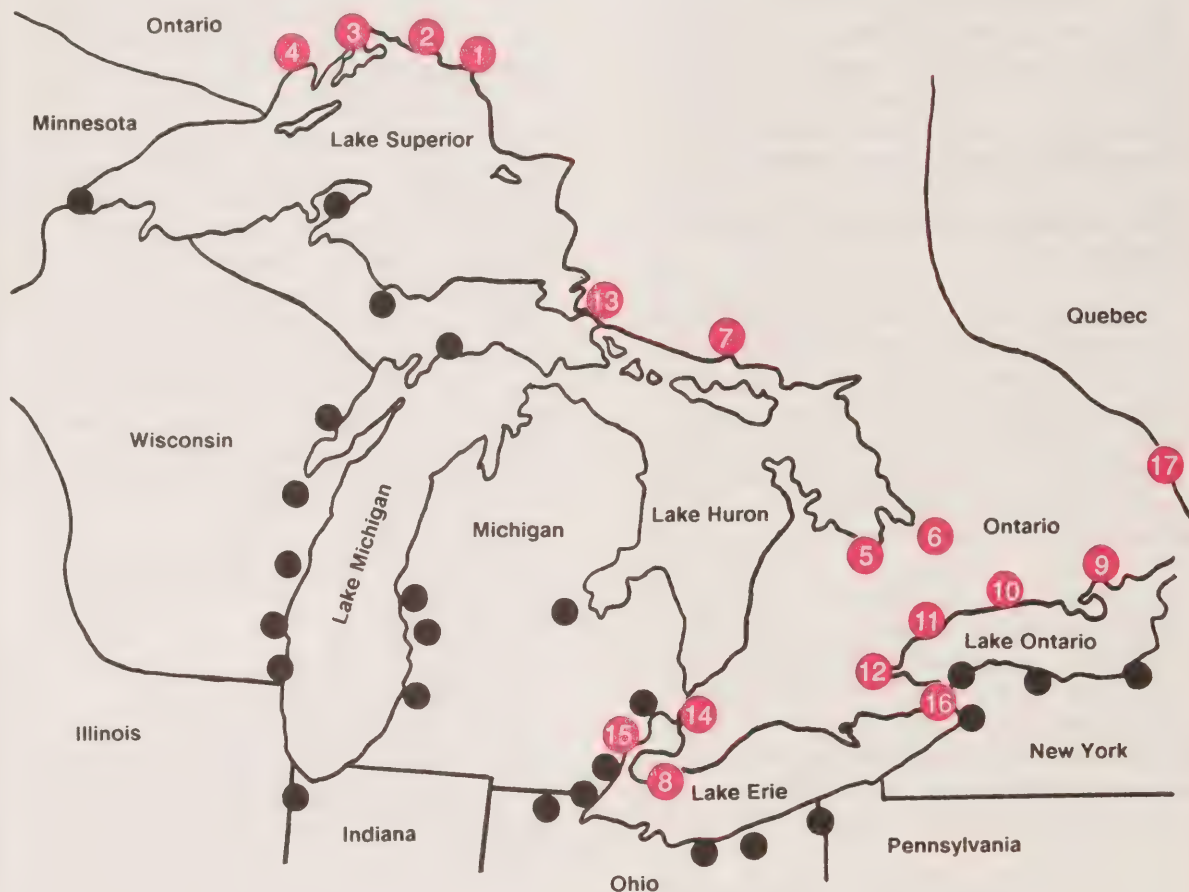 Ontario
3
2
1
4
Minnesota
Lake Superior
13
7
Quebec
Wisconsin
Lake Michigan
Michigan
Lake Huron
17
6
Ontario
5
9
10
11
Lake Ontario
12
16
14
15
Illinois
New York
8
Lake Erie
Indiana
Pennsylvania
Ohio